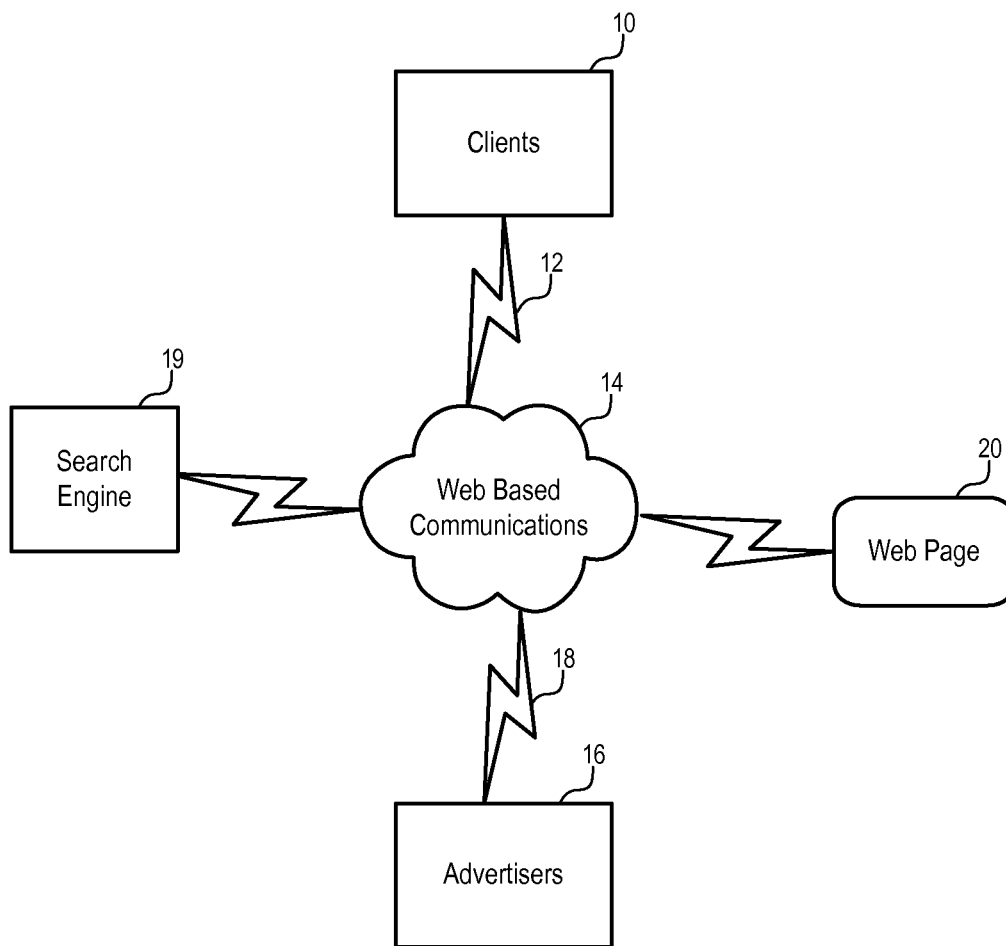 10
Clients
12
19
14
Search
Engine
Web Based
Communications
20
Web Page
18
16
Advertisers